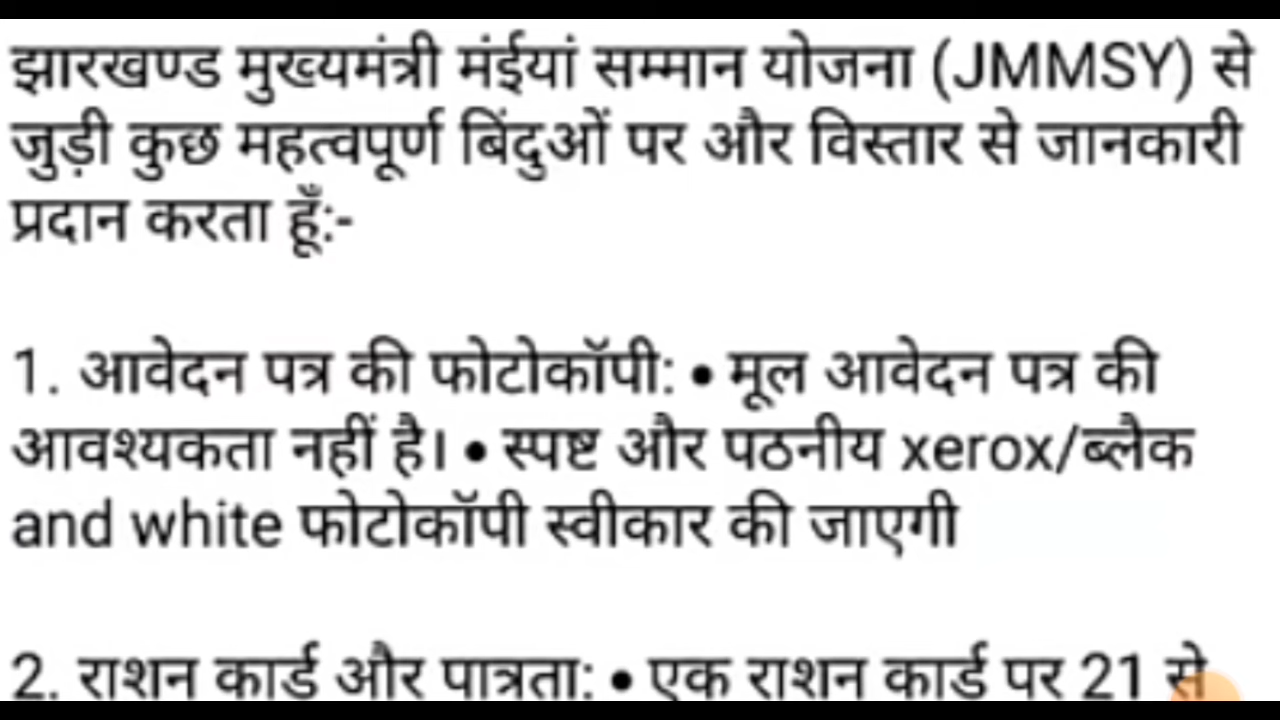 झारखण्ड मुख्यमंत्री मंईयां सम्मान योजना (JMMSY) से
जुड़ी कुछ महत्वपूर्ण बिंदुओं पर और विस्तार से जानकारी
प्रदान करता हूँ:-
1. आवेदन पत्र की फोटोकॉपी: • मूल आवेदन पत्र की
आवश्यकता नहीं है। • स्पष्ट और पठनीय xerox/ब्लैक
and white फोटोकॉपी स्वीकार की जाएगी
2. राशन कार्ड और पात्रता: • एक राशन कार्ड पर 21 से